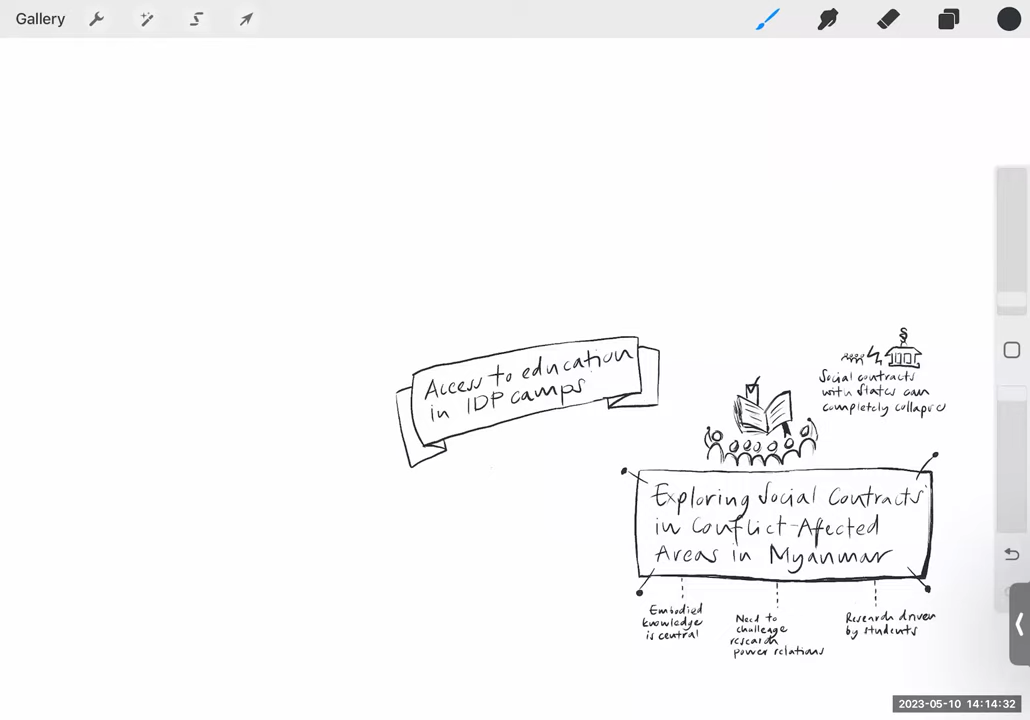 Gallery
Access to education
in IDP camps
Social contracts
with States can
completely collapse
Exploring Social Contracts
in Conflict-Affected
Areas in Myanmar
Embodied
knowledge
is central
Need to
challenge
research
power relations
Research driven
by students
2023-05-10 14:14:32